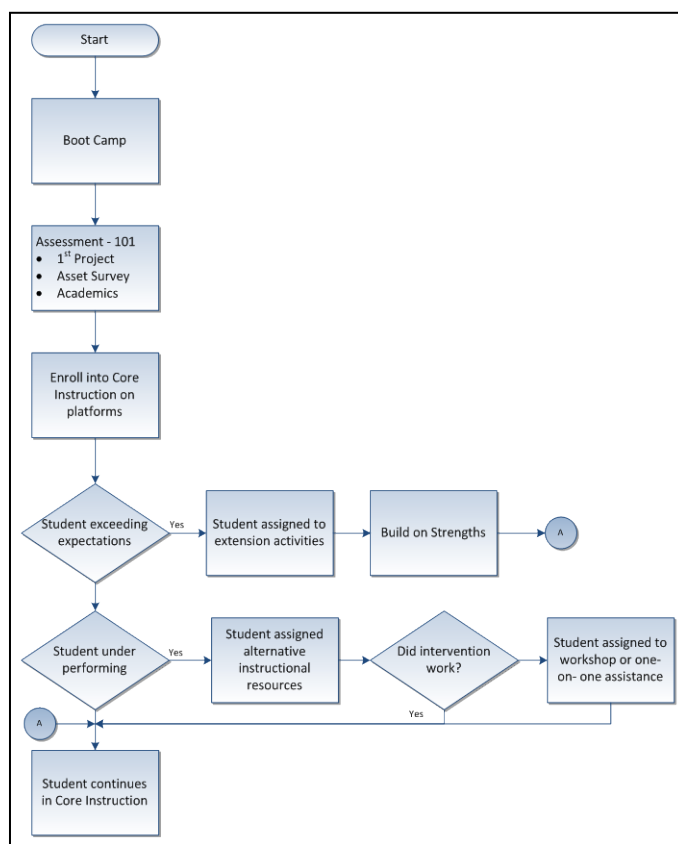 Start
Boot Camp
Assessment - 101
• 1st Project
• Asset Survey
• Academics
Enroll into Core
Instruction on
platforms
Student exceeding
expectations
Yes
Student assigned to
extension activities
Build on Strengths
A
Student under
performing
Yes
Student assigned
alternative
instructional
resources
Did intervention
work?
Student assigned to
workshop or one-
on- one assistance
Yes
A
Student continues
in Core Instruction